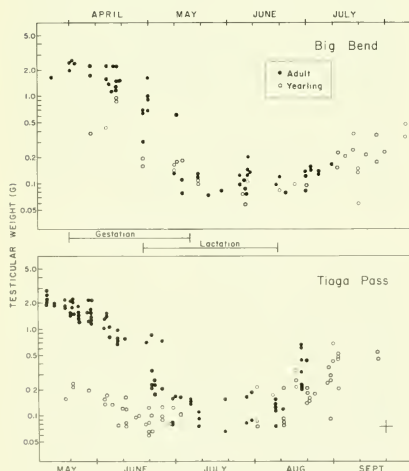 APRIL MAY JUNE JULY
Big Bend
● Adult
○ Yearling
5.0
2.0
1.0
0.5
0.2
0.1
0.05
Gestation
Lactation
TESTICULAR WEIGHT (G)
Tiaga Pass
5.0
2.0
1.0
0.5
0.2
0.1
0.05
MAY JUNE JULY AUG SEPT